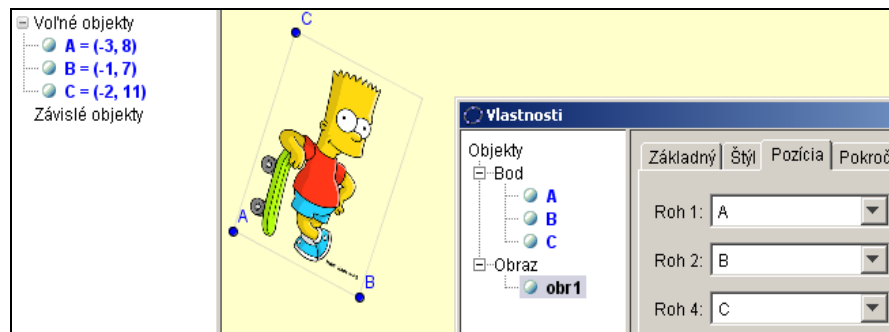 Voľné objekty
A = (-3, 8)
B = (-1, 7)
C = (-2, 11)
Závislé objekty
C
A
B
Vlastnosti
Objekty
Bod
A
B
C
Obraz
obr1
Základný Štýl Pozícia Pokroč
Roh 1: A
Roh 2: B
Roh 4: C